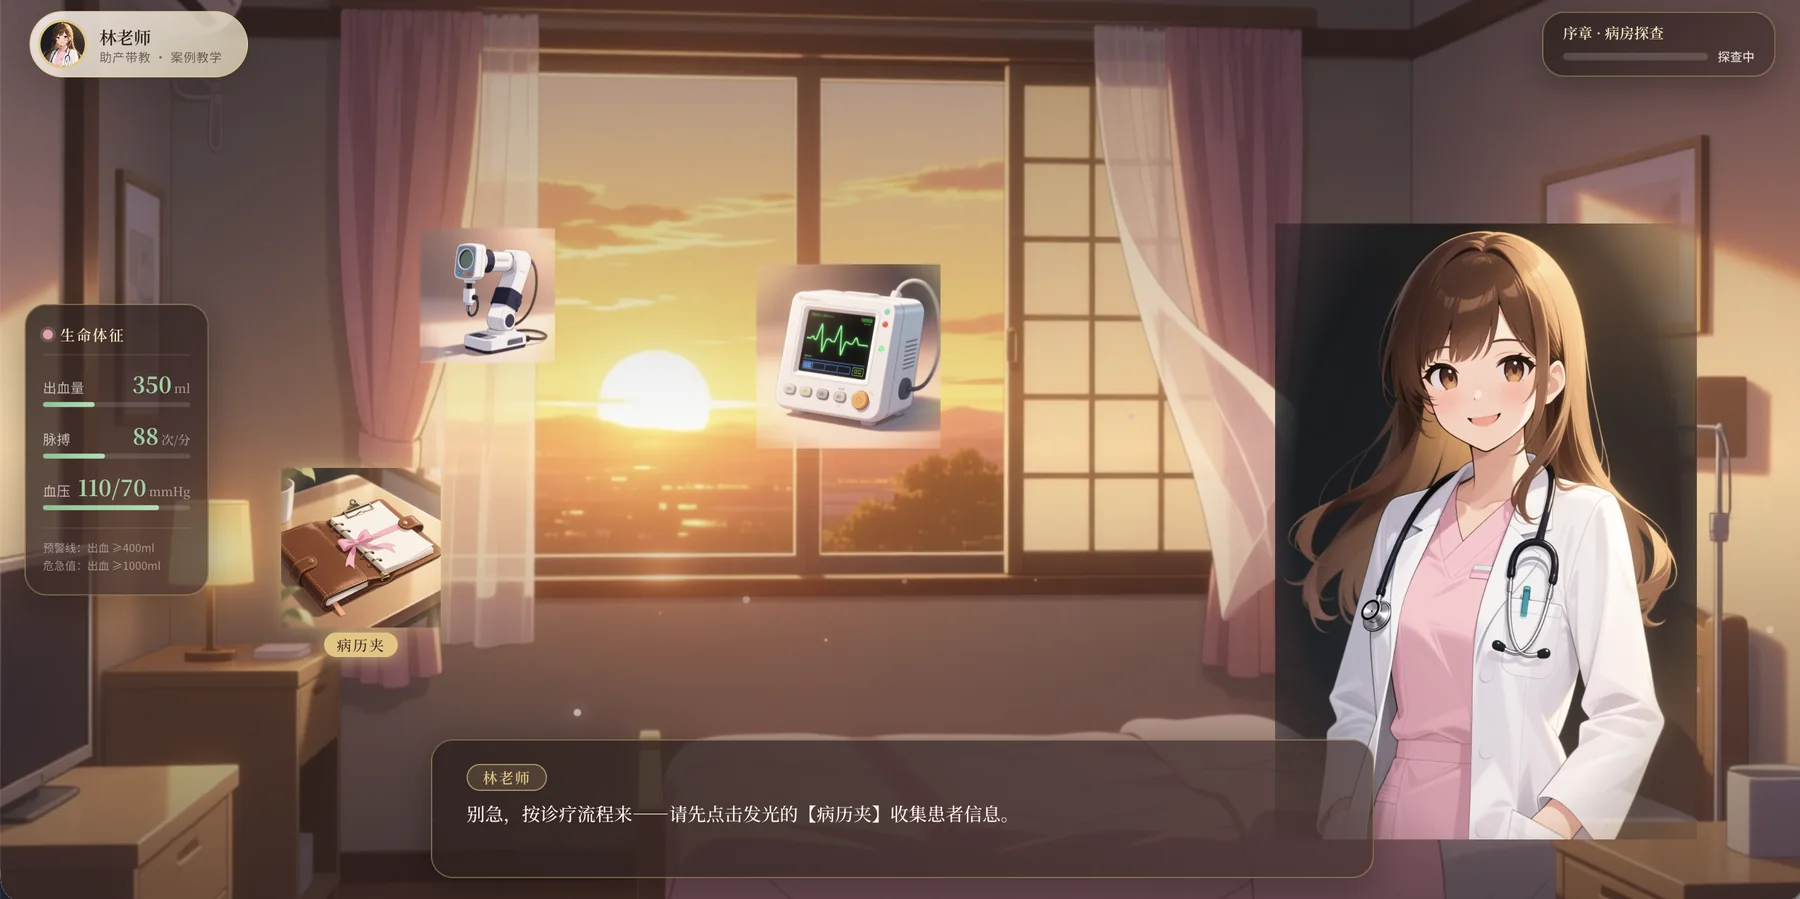 林老师
助产带教 · 案例教学
序章 · 病房探查
探查中
生命体征
出血量 350 ml
脉搏 88 次/分
血压 110/70 mmHg
预警线：出血 ≥400ml
危急值：出血 ≥1000ml
病历夹
林老师
别急，按诊疗流程来——请先点击发光的【病历夹】收集患者信息。